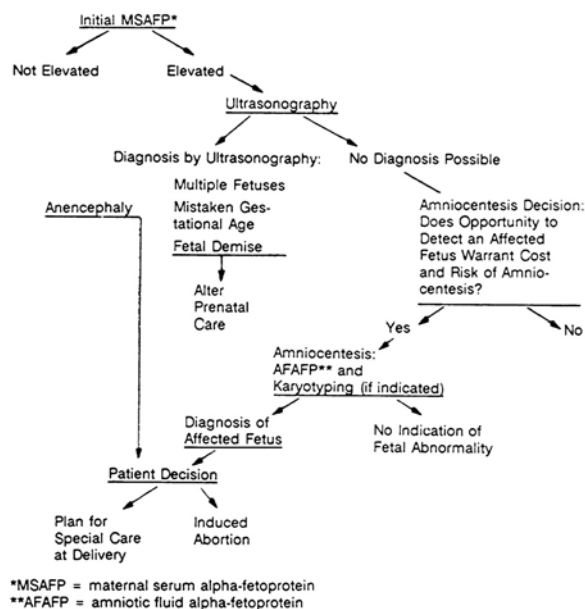 Initial MSAFP*
Not Elevated
Elevated
Ultrasonography
Diagnosis by Ultrasonography:
No Diagnosis Possible
Multiple Fetuses
Mistaken Ges-
tational Age
Fetal Demise
Anencephaly
Amniocentesis Decision:
Does Opportunity to
Detect an Affected
Fetus Warrant Cost
and Risk of Amnio-
centesis?
Alter
Prenatal
Care
Yes
No
Amniocentesis:
AFAFP** and
Karyotyping (if indicated)
Diagnosis of
Affected Fetus
No Indication of
Fetal Abnormality
Patient Decision
Plan for
Special Care
at Delivery
Induced
Abortion
*MSAFP = maternal serum alpha-fetoprotein
**AFAFP = amniotic fluid alpha-fetoprotein